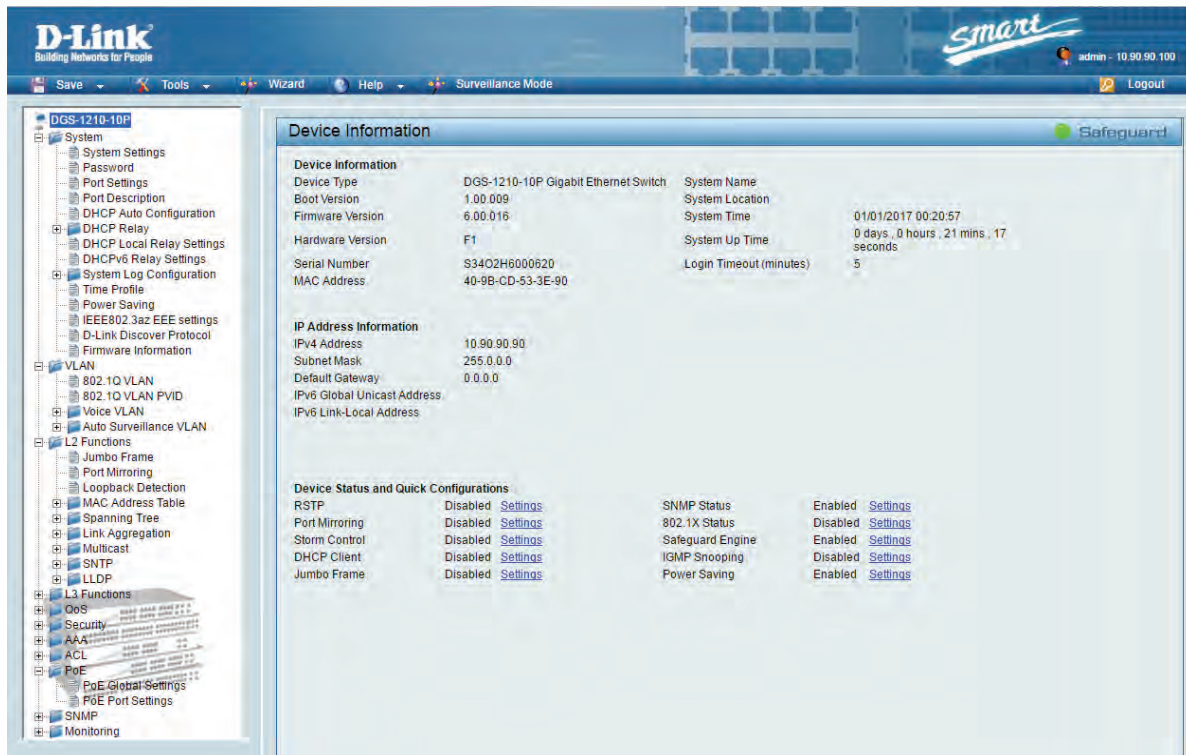 D-Link
Building Networks for People
smart
admin - 10.90.90.100
Save Tools Wizard Help Surveillance Mode Logout
DGS-1210-10P
System
System Settings
Password
Port Settings
Port Description
DHCP Auto Configuration
DHCP Relay
DHCP Local Relay Settings
DHCPv6 Relay Settings
System Log Configuration
Time Profile
Power Saving
IEEE802.3az EEE settings
D-Link Discover Protocol
Firmware Information
VLAN
802.1Q VLAN
802.1Q VLAN PVID
Voice VLAN
Auto Surveillance VLAN
L2 Functions
Jumbo Frame
Port Mirroring
Loopback Detection
MAC Address Table
Spanning Tree
Link Aggregation
Multicast
SNTP
LLDP
L3 Functions
QoS
Security
AAA
ACL
PoE
PoE Global Settings
PoE Port Settings
SNMP
Monitoring
Device Information Safeguard
Device Information
Device Type DGS-1210-10P Gigabit Ethernet Switch System Name
Boot Version 1.00.009 System Location
Firmware Version 6.00.016 System Time 01/01/2017 00:20:57
Hardware Version F1 System Up Time 0 days , 0 hours , 21 mins , 17 seconds
Serial Number S34O2H6000620 Login Timeout (minutes) 5
MAC Address 40-9B-CD-53-3E-90
IP Address Information
IPv4 Address 10.90.90.90
Subnet Mask 255.0.0.0
Default Gateway 0.0.0.0
IPv6 Global Unicast Address
IPv6 Link-Local Address
Device Status and Quick Configurations
RSTP Disabled Settings SNMP Status Enabled Settings
Port Mirroring Disabled Settings 802.1X Status Disabled Settings
Storm Control Disabled Settings Safeguard Engine Enabled Settings
DHCP Client Disabled Settings IGMP Snooping Disabled Settings
Jumbo Frame Disabled Settings Power Saving Enabled Settings